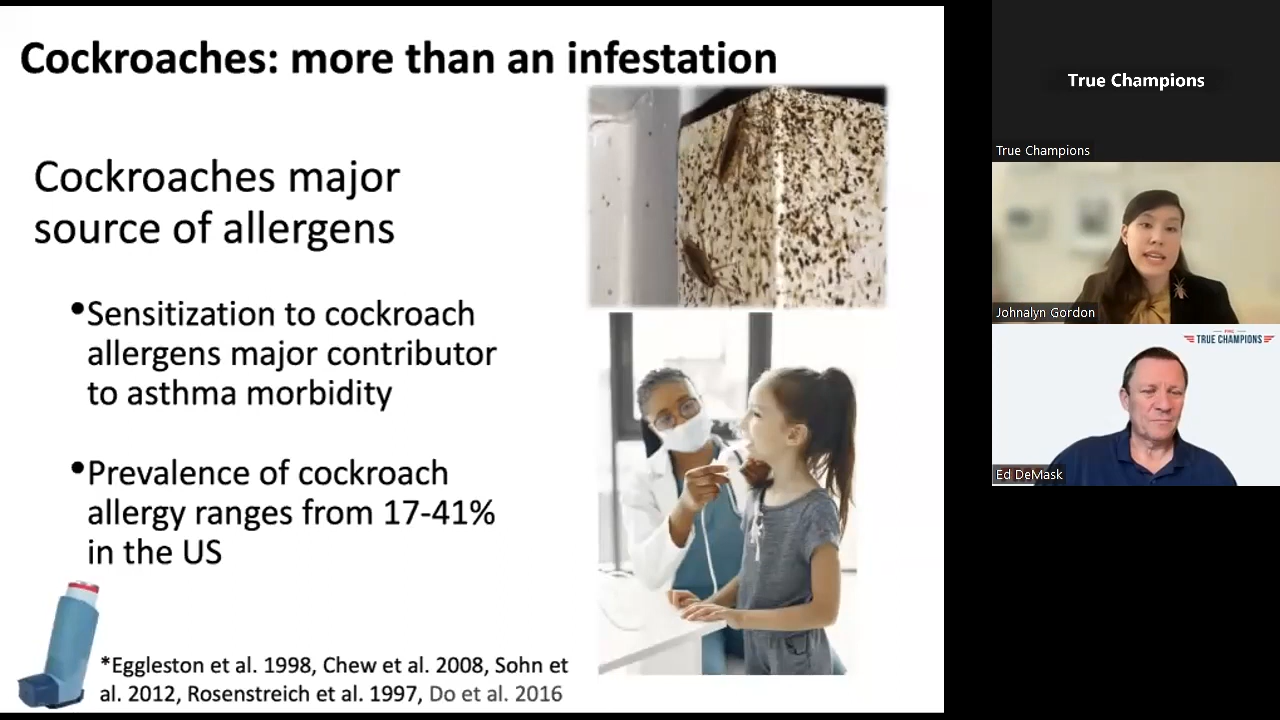 Cockroaches: more than an infestation
Cockroaches major
source of allergens
•Sensitization to cockroach
allergens major contributor
to asthma morbidity
•Prevalence of cockroach
allergy ranges from 17-41%
in the US
*Eggleston et al. 1998, Chew et al. 2008, Sohn et
al. 2012, Rosenstreich et al. 1997, Do et al. 2016
True Champions
True Champions
Johnalyn Gordon
TRUE CHAMPIONS
Ed DeMask